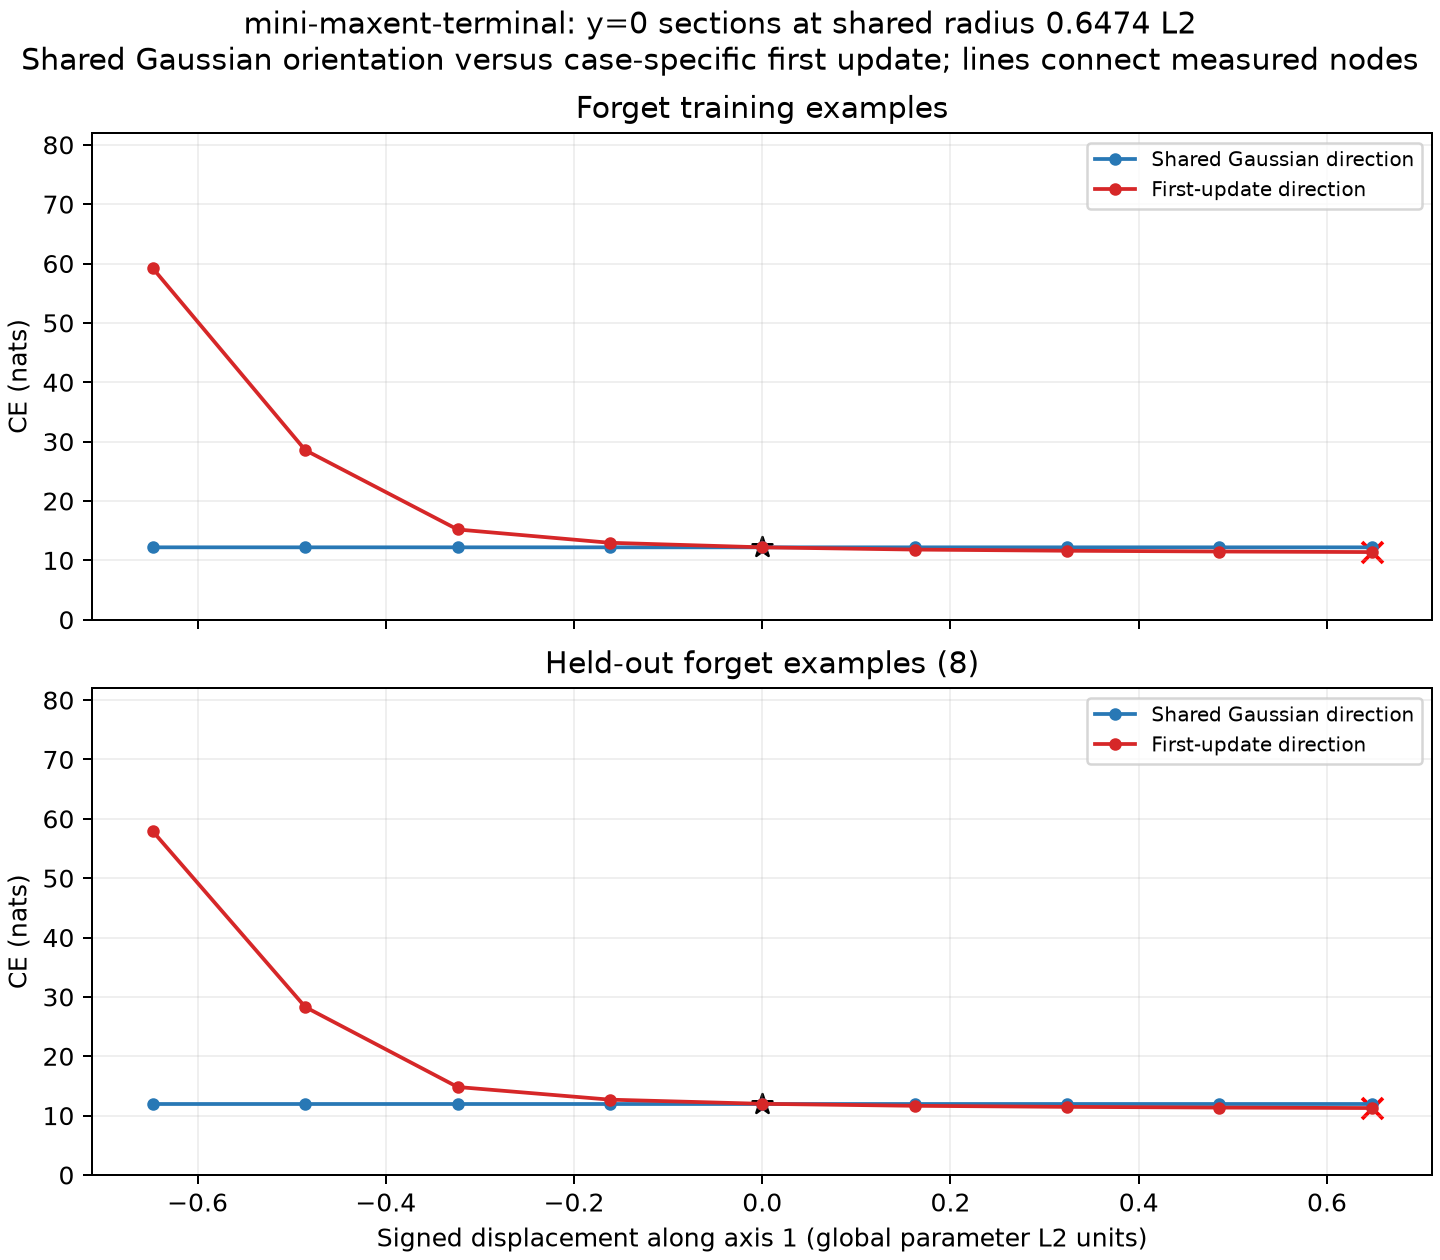 mini-maxent-terminal: y=0 sections at shared radius 0.6474 L2
Shared Gaussian orientation versus case-specific first update; lines connect measured nodes
Forget training examples
80
70
60
50
40
30
20
10
0
CE (nats)
Shared Gaussian direction
First-update direction
Held-out forget examples (8)
80
70
60
50
40
30
20
10
0
CE (nats)
Shared Gaussian direction
First-update direction
−0.6 −0.4 −0.2 0.0 0.2 0.4 0.6
Signed displacement along axis 1 (global parameter L2 units)